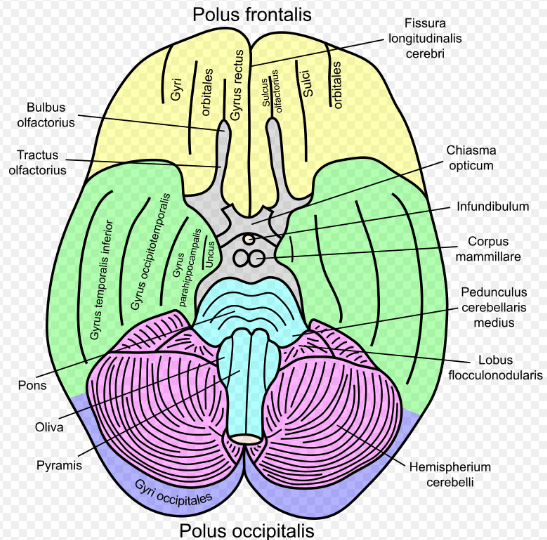 Polus frontalis
Fissura
longitudinalis
cerebri
Gyri
orbitales
Gyrus rectus
Sulcus
olfactorius
Sulci
orbitales
Bulbus
olfactorius
Tractus
olfactorius
Chiasma
opticum
Infundibulum
Corpus
mammillare
Gyrus temporalis inferior
Gyrus occipitotemporalis
Gyrus
parahippocampalis
Uncus
Pedunculus
cerebellaris
medius
Lobus
flocculonodularis
Pons
Oliva
Pyramis
Hemispherium
cerebelli
Gyri occipitales
Polus occipitalis